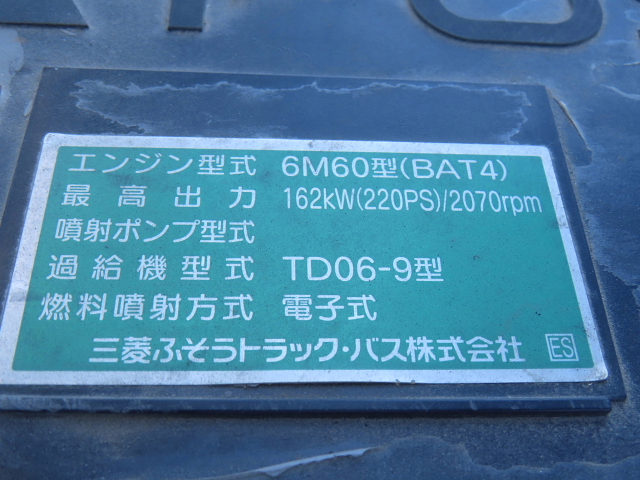 エンジン型式 6M60型(BAT4)
最高出力 162kW(220PS)/2070rpm
噴射ポンプ型式
過給機型式 TD06-9型
燃料噴射方式 電子式
三菱ふそうトラック・バス株式会社 ES